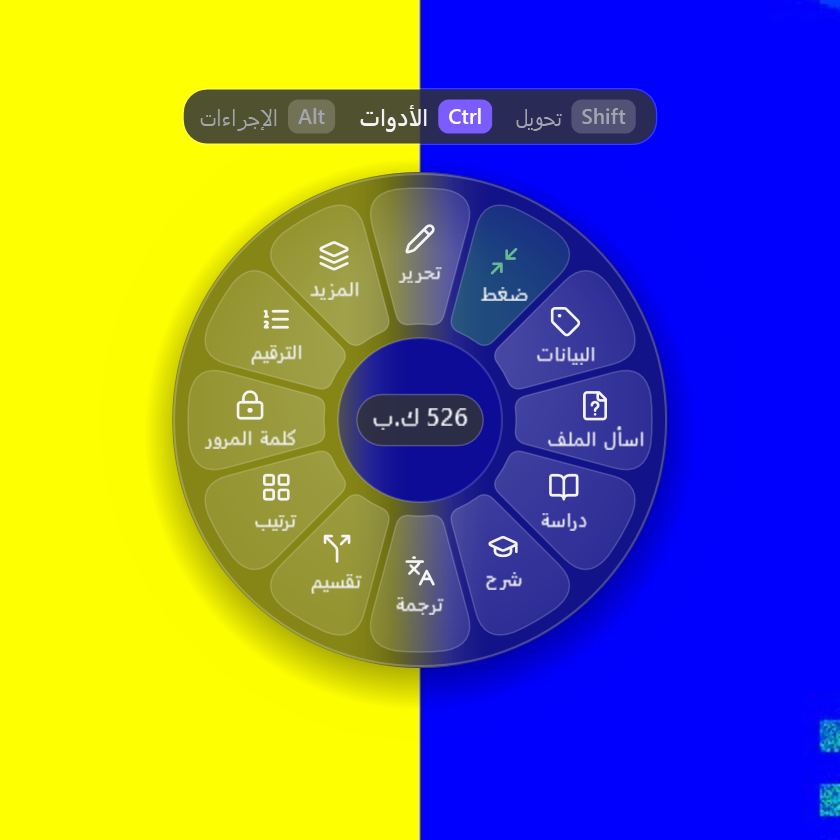 Shift تحويل Ctrl الأدوات Alt الإجراءات
تحرير
ضغط
البيانات
اسأل الملف
دراسة
شرح
ترجمة
تقسيم
ترتيب
كلمة المرور
الترقيم
المزيد
526 ك.ب